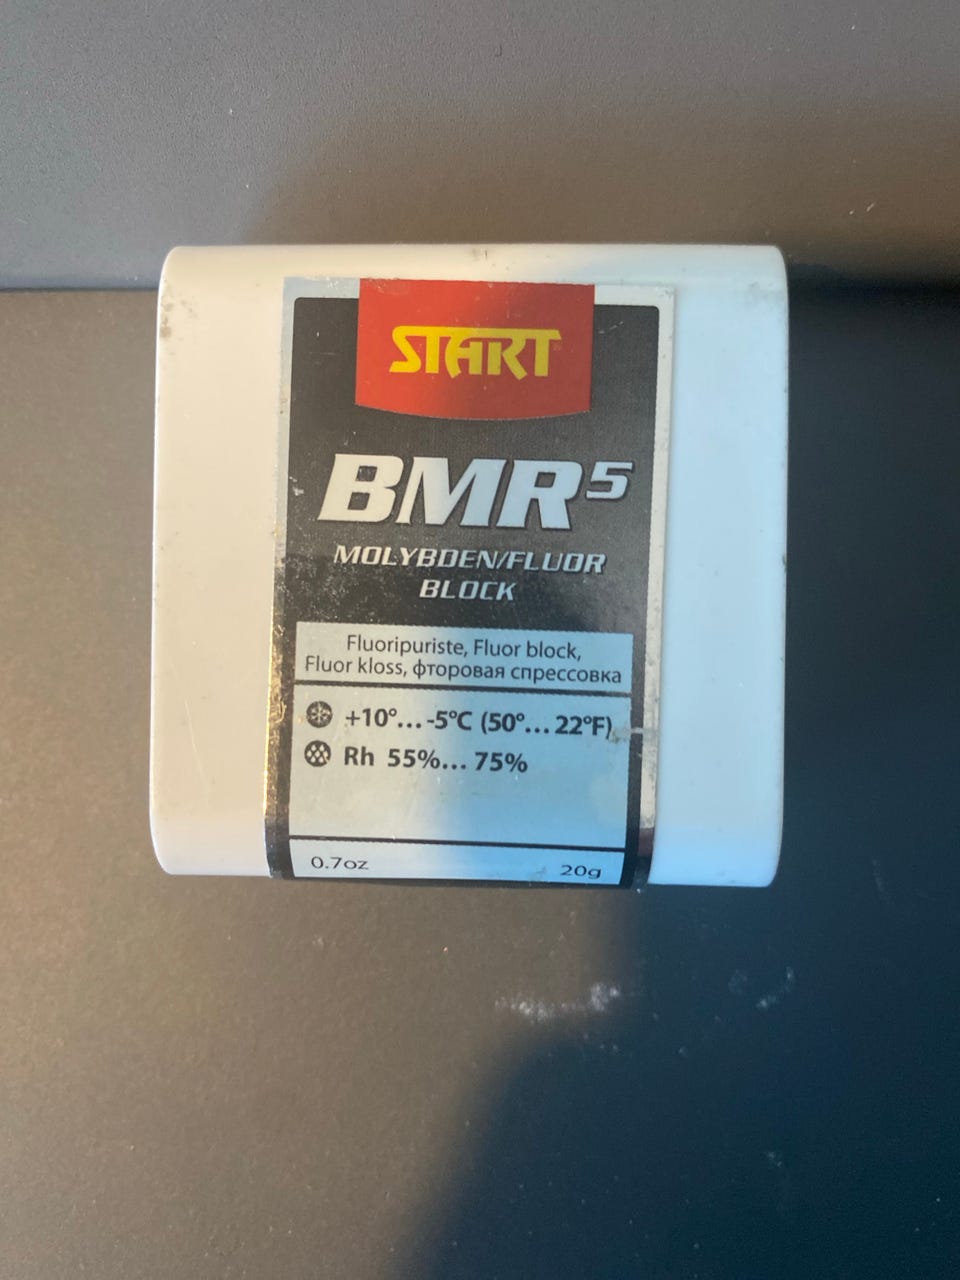 START
BMR5
MOLYBDEN/FLUOR
BLOCK
Fluoripuriste, Fluor block,
Fluor kloss, фторовая спрессовка
+10°... -5°C (50°... 22°F)
Rh 55%... 75%
0.7oz 20g